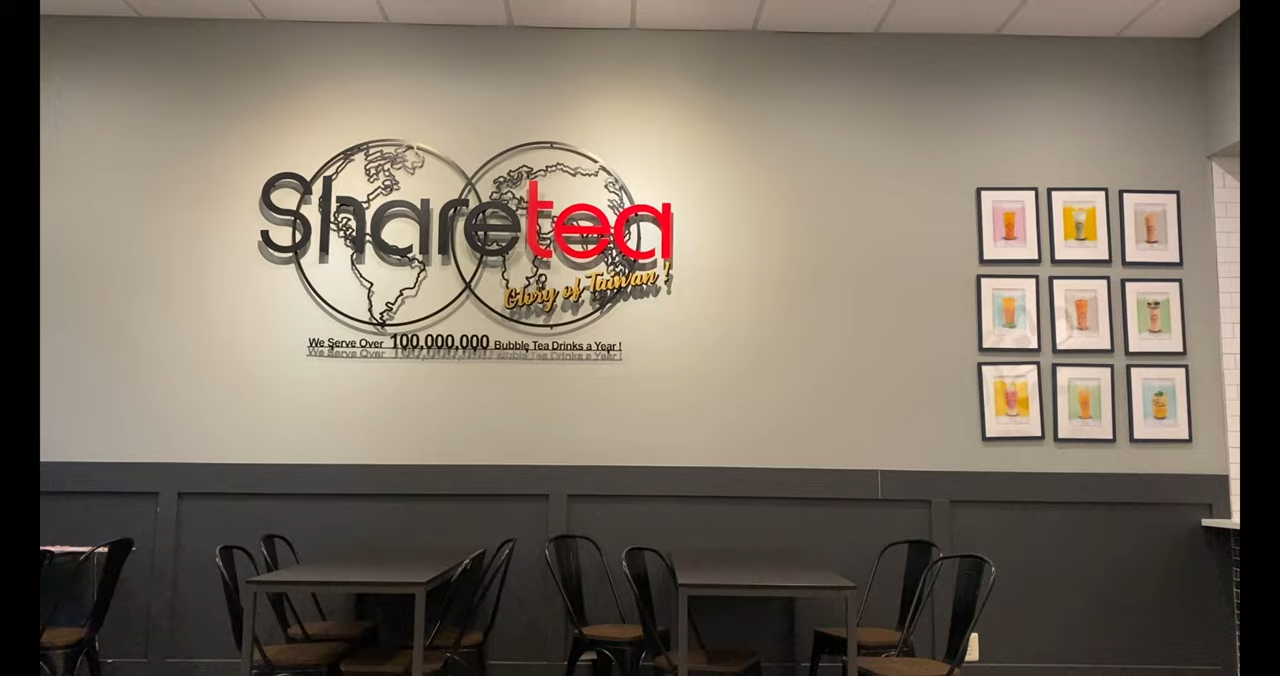 Sharetea
Glory of Taiwan !
We Serve Over 100,000,000 Bubble Tea Drinks a Year !